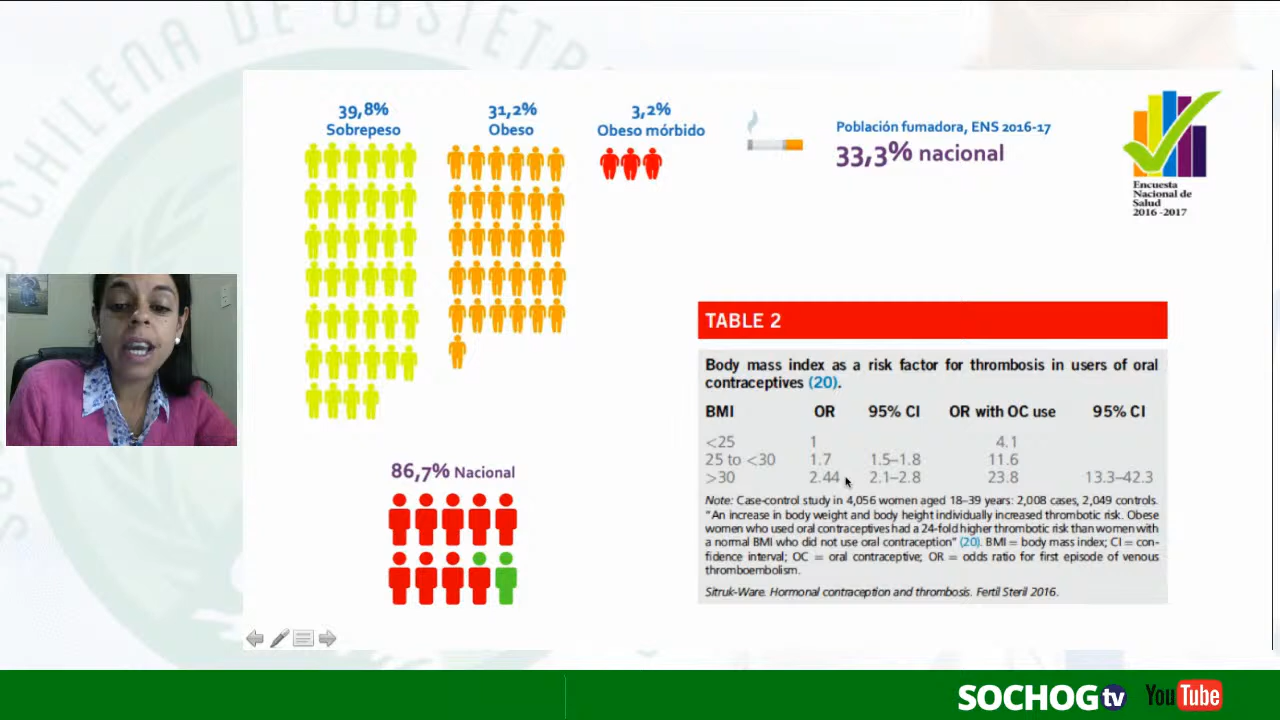 CHILENA DE OBSTETR
39,8%
Sobrepeso
31,2%
Obeso
3,2%
Obeso mórbido
Población fumadora, ENS 2016-17
33,3% nacional
Encuesta
Nacional de
Salud
2016 -2017
86,7% Nacional
TABLE 2
Body mass index as a risk factor for thrombosis in users of oral
contraceptives (20).
BMI OR 95% CI OR with OC use 95% CI
<25 1 4.1
25 to <30 1.7 1.5–1.8 11.6
>30 2.44 2.1–2.8 23.8 13.3–42.3
Note: Case-control study in 4,056 women aged 18–39 years: 2,008 cases, 2,049 controls.
"An increase in body weight and body height individually increased thrombotic risk. Obese
women who used oral contraceptives had a 24-fold higher thrombotic risk than women with
a normal BMI who did not use oral contraception" (20). BMI = body mass index; CI = con-
fidence interval; OC = oral contraceptive; OR = odds ratio for first episode of venous
thromboembolism.
Sitruk-Ware. Hormonal contraception and thrombosis. Fertil Steril 2016.
SOCHOG tv YouTube